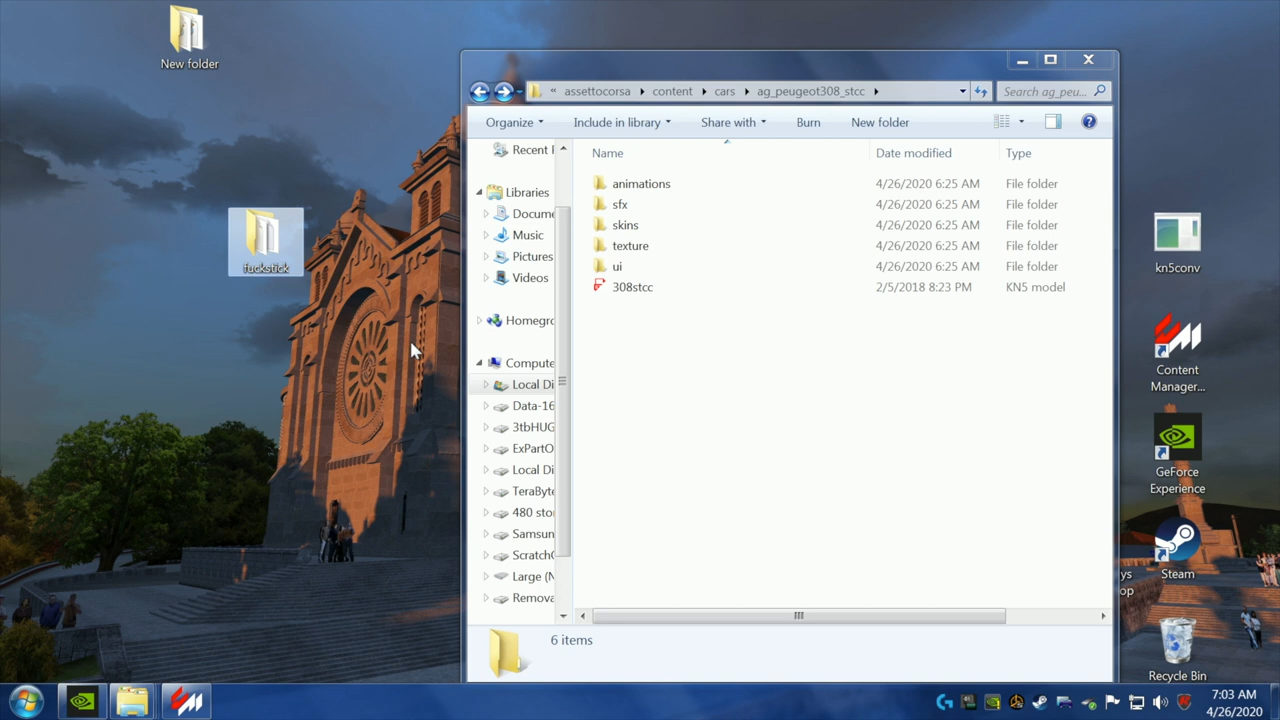 New folder
fuckstick
« assettocorsa content cars ag_peugeot308_stcc
Search ag_peu...
Organize Include in library Share with Burn New folder
Name Date modified Type
animations 4/26/2020 6:25 AM File folder
sfx 4/26/2020 6:25 AM File folder
skins 4/26/2020 6:25 AM File folder
texture 4/26/2020 6:25 AM File folder
ui 4/26/2020 6:25 AM File folder
308stcc 2/5/2018 8:23 PM KN5 model
Recent
Libraries
Docume
Music
Pictures
Videos
Homegro
Compute
Local Di
Data-16
3tbHUG
ExPartO
Local Di
TeraByte
480 sto
Samsun
Scratch
Large (N
Remova
6 items
kn5conv
Content
Manager...
GeForce
Experience
Steam
ys
op
Recycle Bin
7:03 AM
4/26/2020